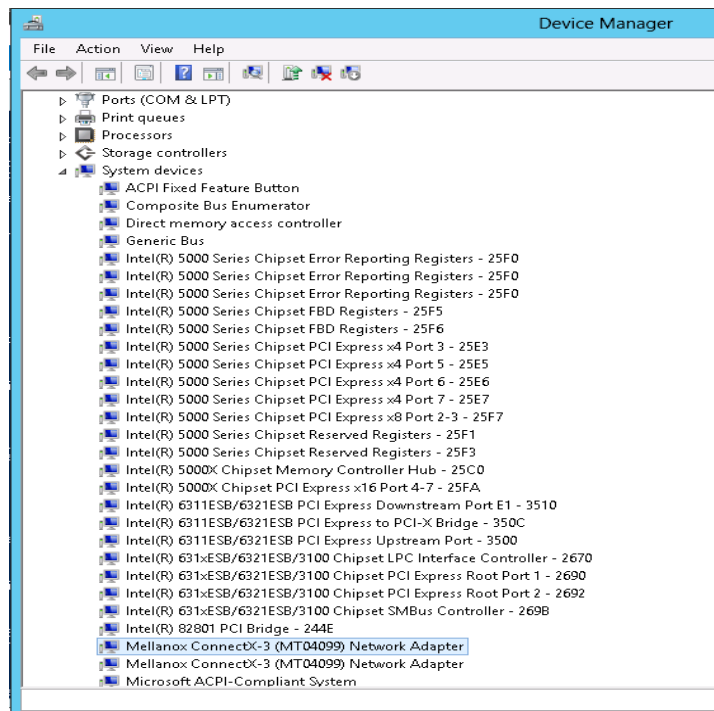 Device Manager
File Action View Help
Ports (COM & LPT)
Print queues
Processors
Storage controllers
System devices
ACPI Fixed Feature Button
Composite Bus Enumerator
Direct memory access controller
Generic Bus
Intel(R) 5000 Series Chipset Error Reporting Registers - 25F0
Intel(R) 5000 Series Chipset Error Reporting Registers - 25F0
Intel(R) 5000 Series Chipset Error Reporting Registers - 25F0
Intel(R) 5000 Series Chipset FBD Registers - 25F5
Intel(R) 5000 Series Chipset FBD Registers - 25F6
Intel(R) 5000 Series Chipset PCI Express x4 Port 3 - 25E3
Intel(R) 5000 Series Chipset PCI Express x4 Port 5 - 25E5
Intel(R) 5000 Series Chipset PCI Express x4 Port 6 - 25E6
Intel(R) 5000 Series Chipset PCI Express x4 Port 7 - 25E7
Intel(R) 5000 Series Chipset PCI Express x8 Port 2-3 - 25F7
Intel(R) 5000 Series Chipset Reserved Registers - 25F1
Intel(R) 5000 Series Chipset Reserved Registers - 25F3
Intel(R) 5000X Chipset Memory Controller Hub - 25C0
Intel(R) 5000X Chipset PCI Express x16 Port 4-7 - 25FA
Intel(R) 6311ESB/6321ESB PCI Express Downstream Port E1 - 3510
Intel(R) 6311ESB/6321ESB PCI Express to PCI-X Bridge - 350C
Intel(R) 6311ESB/6321ESB PCI Express Upstream Port - 3500
Intel(R) 631xESB/6321ESB/3100 Chipset LPC Interface Controller - 2670
Intel(R) 631xESB/6321ESB/3100 Chipset PCI Express Root Port 1 - 2690
Intel(R) 631xESB/6321ESB/3100 Chipset PCI Express Root Port 2 - 2692
Intel(R) 631xESB/6321ESB/3100 Chipset SMBus Controller - 269B
Intel(R) 82801 PCI Bridge - 244E
Mellanox ConnectX-3 (MT04099) Network Adapter
Mellanox ConnectX-3 (MT04099) Network Adapter
Microsoft ACPI-Compliant System